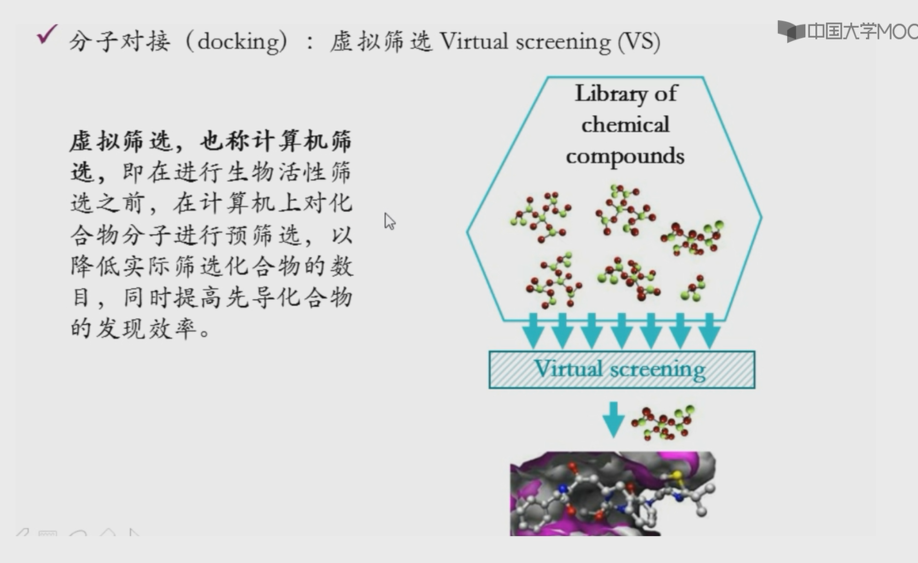 ✓ 分子对接（docking）：虚拟筛选 Virtual screening (VS)
中国大学MOO
虚拟筛选，也称计算机筛
选，即在进行生物活性筛
选之前，在计算机上对化
合物分子进行预筛选，以
降低实际筛选化合物的数
目，同时提高先导化合物
的发现效率。
Library of
chemical
compounds
Virtual screening